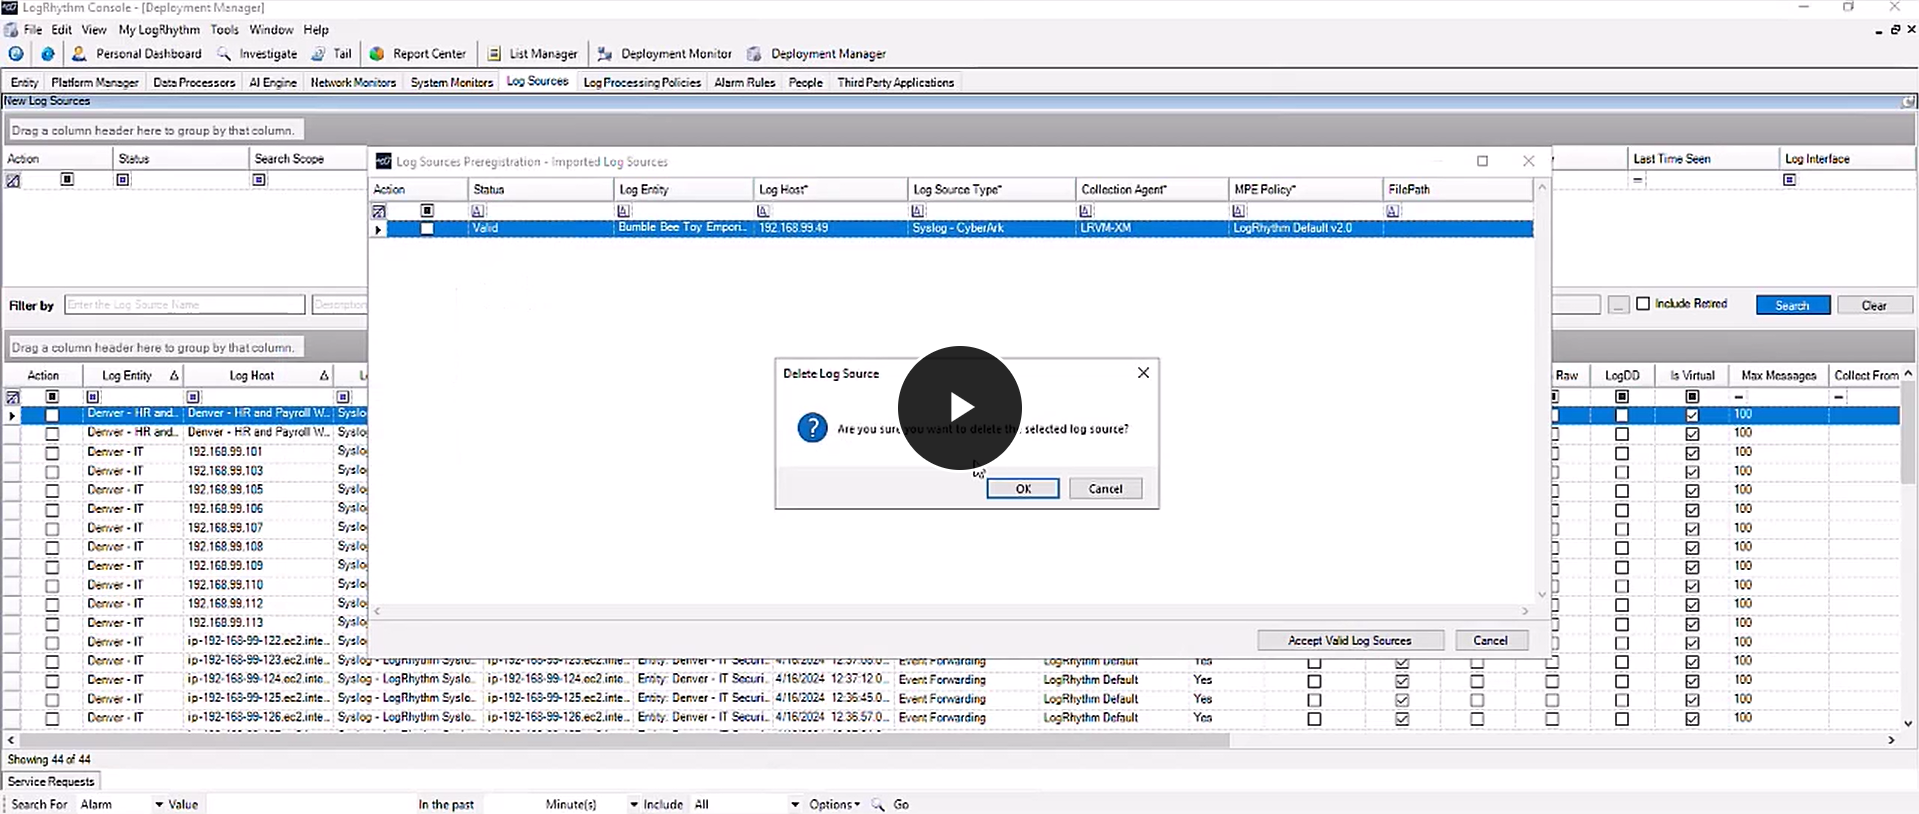 LogRhythm Console - [Deployment Manager]
File Edit View My LogRhythm Tools Window Help
Personal Dashboard Investigate Tail Report Center List Manager Deployment Monitor Deployment Manager
Entity Platform Manager Data Processors AI Engine Network Monitors System Monitors Log Sources Log Processing Policies Alarm Rules People Third Party Applications
New Log Sources
Drag a column header here to group by that column.
Action Status Search Scope Last Time Seen Log Interface
Log Sources Preregistration - Imported Log Sources
Action Status Log Entity Log Host* Log Source Type* Collection Agent* MPE Policy* FilePath
Valid Bumble Bee Toy Empori... 192.168.99.49 Syslog - CyberArk LRVM-XM LogRhythm Default v2.0
Filter by Enter the Log Source Name Include Retired Search Clear
Drag a column header here to group by that column.
Delete Log Source
Are you sure you want to delete selected log source?
OK Cancel
Accept Valid Log Sources Cancel
Action Log Entity Log Host Raw LogDD Is Virtual Max Messages Collect From
Denver - HR and... Denver - HR and Payroll W... Syslo 100
Denver - HR and... Denver - HR and Payroll W... Syslo 100
Denver - IT 192.168.99.101 Syslo 100
Denver - IT 192.168.99.103 Syslo 100
Denver - IT 192.168.99.105 Syslo 100
Denver - IT 192.168.99.106 Syslo 100
Denver - IT 192.168.99.107 Syslo 100
Denver - IT 192.168.99.108 Syslo 100
Denver - IT 192.168.99.109 Syslo 100
Denver - IT 192.168.99.110 Syslo 100
Denver - IT 192.168.99.112 Syslo 100
Denver - IT 192.168.99.113 Syslo 100
Denver - IT ip-192-168-99-122.ec2.inte... Syslo 100
Denver - IT ip-192-168-99-123.ec2.inte... Syslog - LogRhythm Syslo... ip-192-168-99-123.ec2.inte... Entity: Denver - IT Securi... 4/16/2024 12:37:08.0... Event Forwarding LogRhythm Default Yes 100
Denver - IT ip-192-168-99-124.ec2.inte... Syslog - LogRhythm Syslo... ip-192-168-99-124.ec2.inte... Entity: Denver - IT Securi... 4/16/2024 12:37:12.0... Event Forwarding LogRhythm Default Yes 100
Denver - IT ip-192-168-99-125.ec2.inte... Syslog - LogRhythm Syslo... ip-192-168-99-125.ec2.inte... Entity: Denver - IT Securi... 4/16/2024 12:36:45.0... Event Forwarding LogRhythm Default Yes 100
Denver - IT ip-192-168-99-126.ec2.inte... Syslog - LogRhythm Syslo... ip-192-168-99-126.ec2.inte... Entity: Denver - IT Securi... 4/16/2024 12:36:57.0... Event Forwarding LogRhythm Default Yes 100
Showing 44 of 44
Service Requests
Search For Alarm Value In the past Minute(s) Include All Options Go